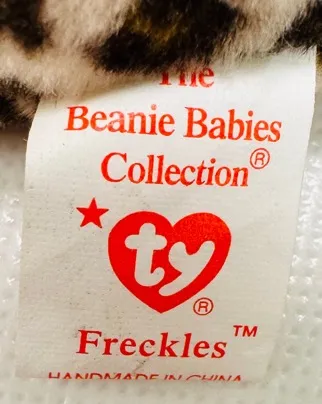 The
Beanie Babies
Collection®
ty®
Freckles™
HANDMADE IN CHINA